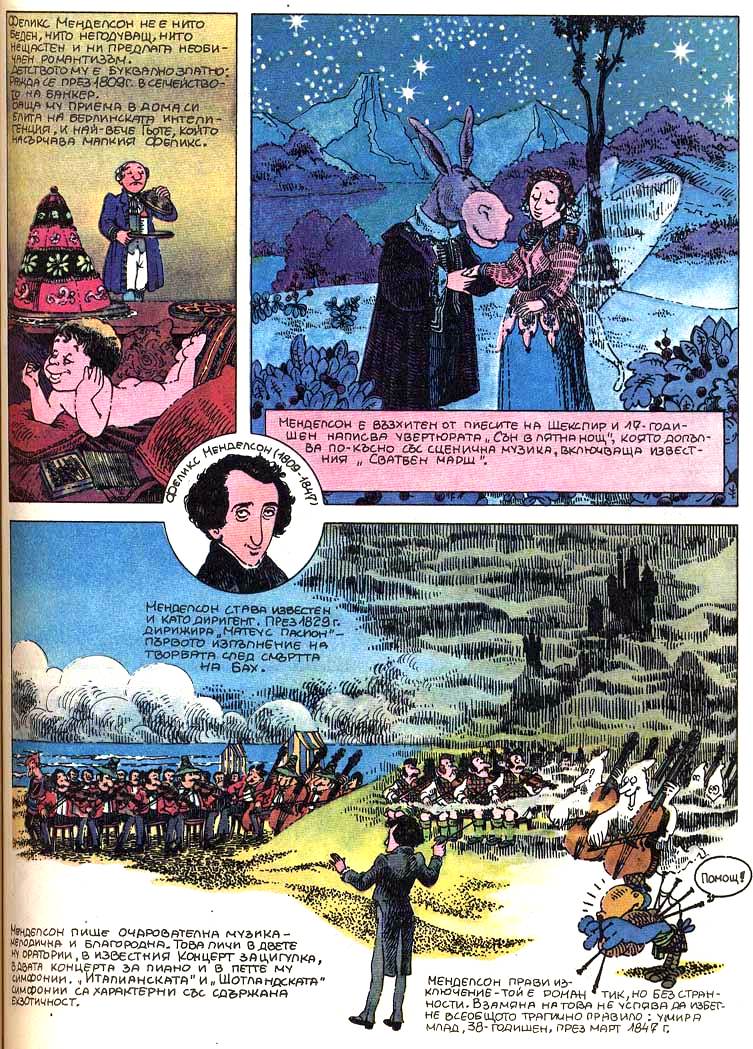 ФЕЛИКС МЕНДЕЛСОН НЕ Е НИТО
БЕДЕН, НИТО НЕГОДУВАЩ, НИТО
НЕЩАСТЕН И НИ ПРЕДЛАГА НЕОБИ-
ЧАЕН РОМАНТИЗЪМ.
ДЕТСТВОТО МУ Е БУКВАЛНО ЗЛАТНО:
РАЖДА СЕ ПРЕЗ 1809 Г. В СЕМЕЙСТВО-
ТО НА БАНКЕР.
БАЩА МУ ПРИЕМА В ДОМА СИ
ЕЛИТА НА БЕРЛИНСКАТА ИНТЕЛИ-
ГЕНЦИЯ, И НАЙ-ВЕЧЕ ГЬОТЕ, КОЙТО
НАСЪРЧАВА МАЛКИЯ ФЕЛИКС.
МЕНДЕЛСОН Е ВЪЗХИТЕН ОТ ПИЕСИТЕ НА ШЕКСПИР И 17-ГОДИ-
ШЕН НАПИСВА УВЕРТЮРАТА „СЪН В ЛЯТНА НОЩ", КОЯТО ДОПЪЛ-
ВА ПО-КЪСНО СЪС СЦЕНИЧНА МУЗИКА, ВКЛЮЧВАЩА ИЗВЕСТ-
НИЯ „СВАТБЕН МАРШ".
ФЕЛИКС МЕНДЕЛСОН (1809-1847)
МЕНДЕЛСОН СТАВА ИЗВЕСТЕН
И КАТО ДИРИГЕНТ. ПРЕЗ 1829 Г.
ДИРИЖИРА „МАТЕУС ПАСИОН" –
ПЪРВОТО ИЗПЪЛНЕНИЕ НА
ТВОРБАТА СЛЕД СМЪРТТА
НА БАХ.
ПОМОЩ!
МЕНДЕЛСОН ПИШЕ ОЧАРОВАТЕЛНА МУЗИКА –
МЕЛОДИЧНА И БЛАГОРОДНА. ТОВА ЛИЧИ В ДВЕТЕ
МУ ОРАТОРИИ, В ИЗВЕСТНИЯ КОНЦЕРТ ЗА ЦИГУЛКА,
В ДВАТА КОНЦЕРТА ЗА ПИАНО И В ПЕТТЕ МУ
СИМФОНИИ. „ИТАЛИАНСКАТА" И „ШОТЛАНДСКАТА"
СИМФОНИИ СА ХАРАКТЕРНИ СЪС СДЪРЖАНА
ЕКЗОТИЧНОСТ.
МЕНДЕЛСОН ПРАВИ ИЗ-
КЛЮЧЕНИЕ – ТОЙ Е РОМАН ТИК, НО БЕЗ СТРАН-
НОСТИ. В ЗАМЯНА НА ТОВА НЕ УСПЯВА ДА ИЗБЕГ-
НЕ ВСЕОБЩОТО ТРАГИЧНО ПРАВИЛО: УМИРА
МЛАД, 38-ГОДИШЕН, ПРЕЗ МАРТ 1847 Г.